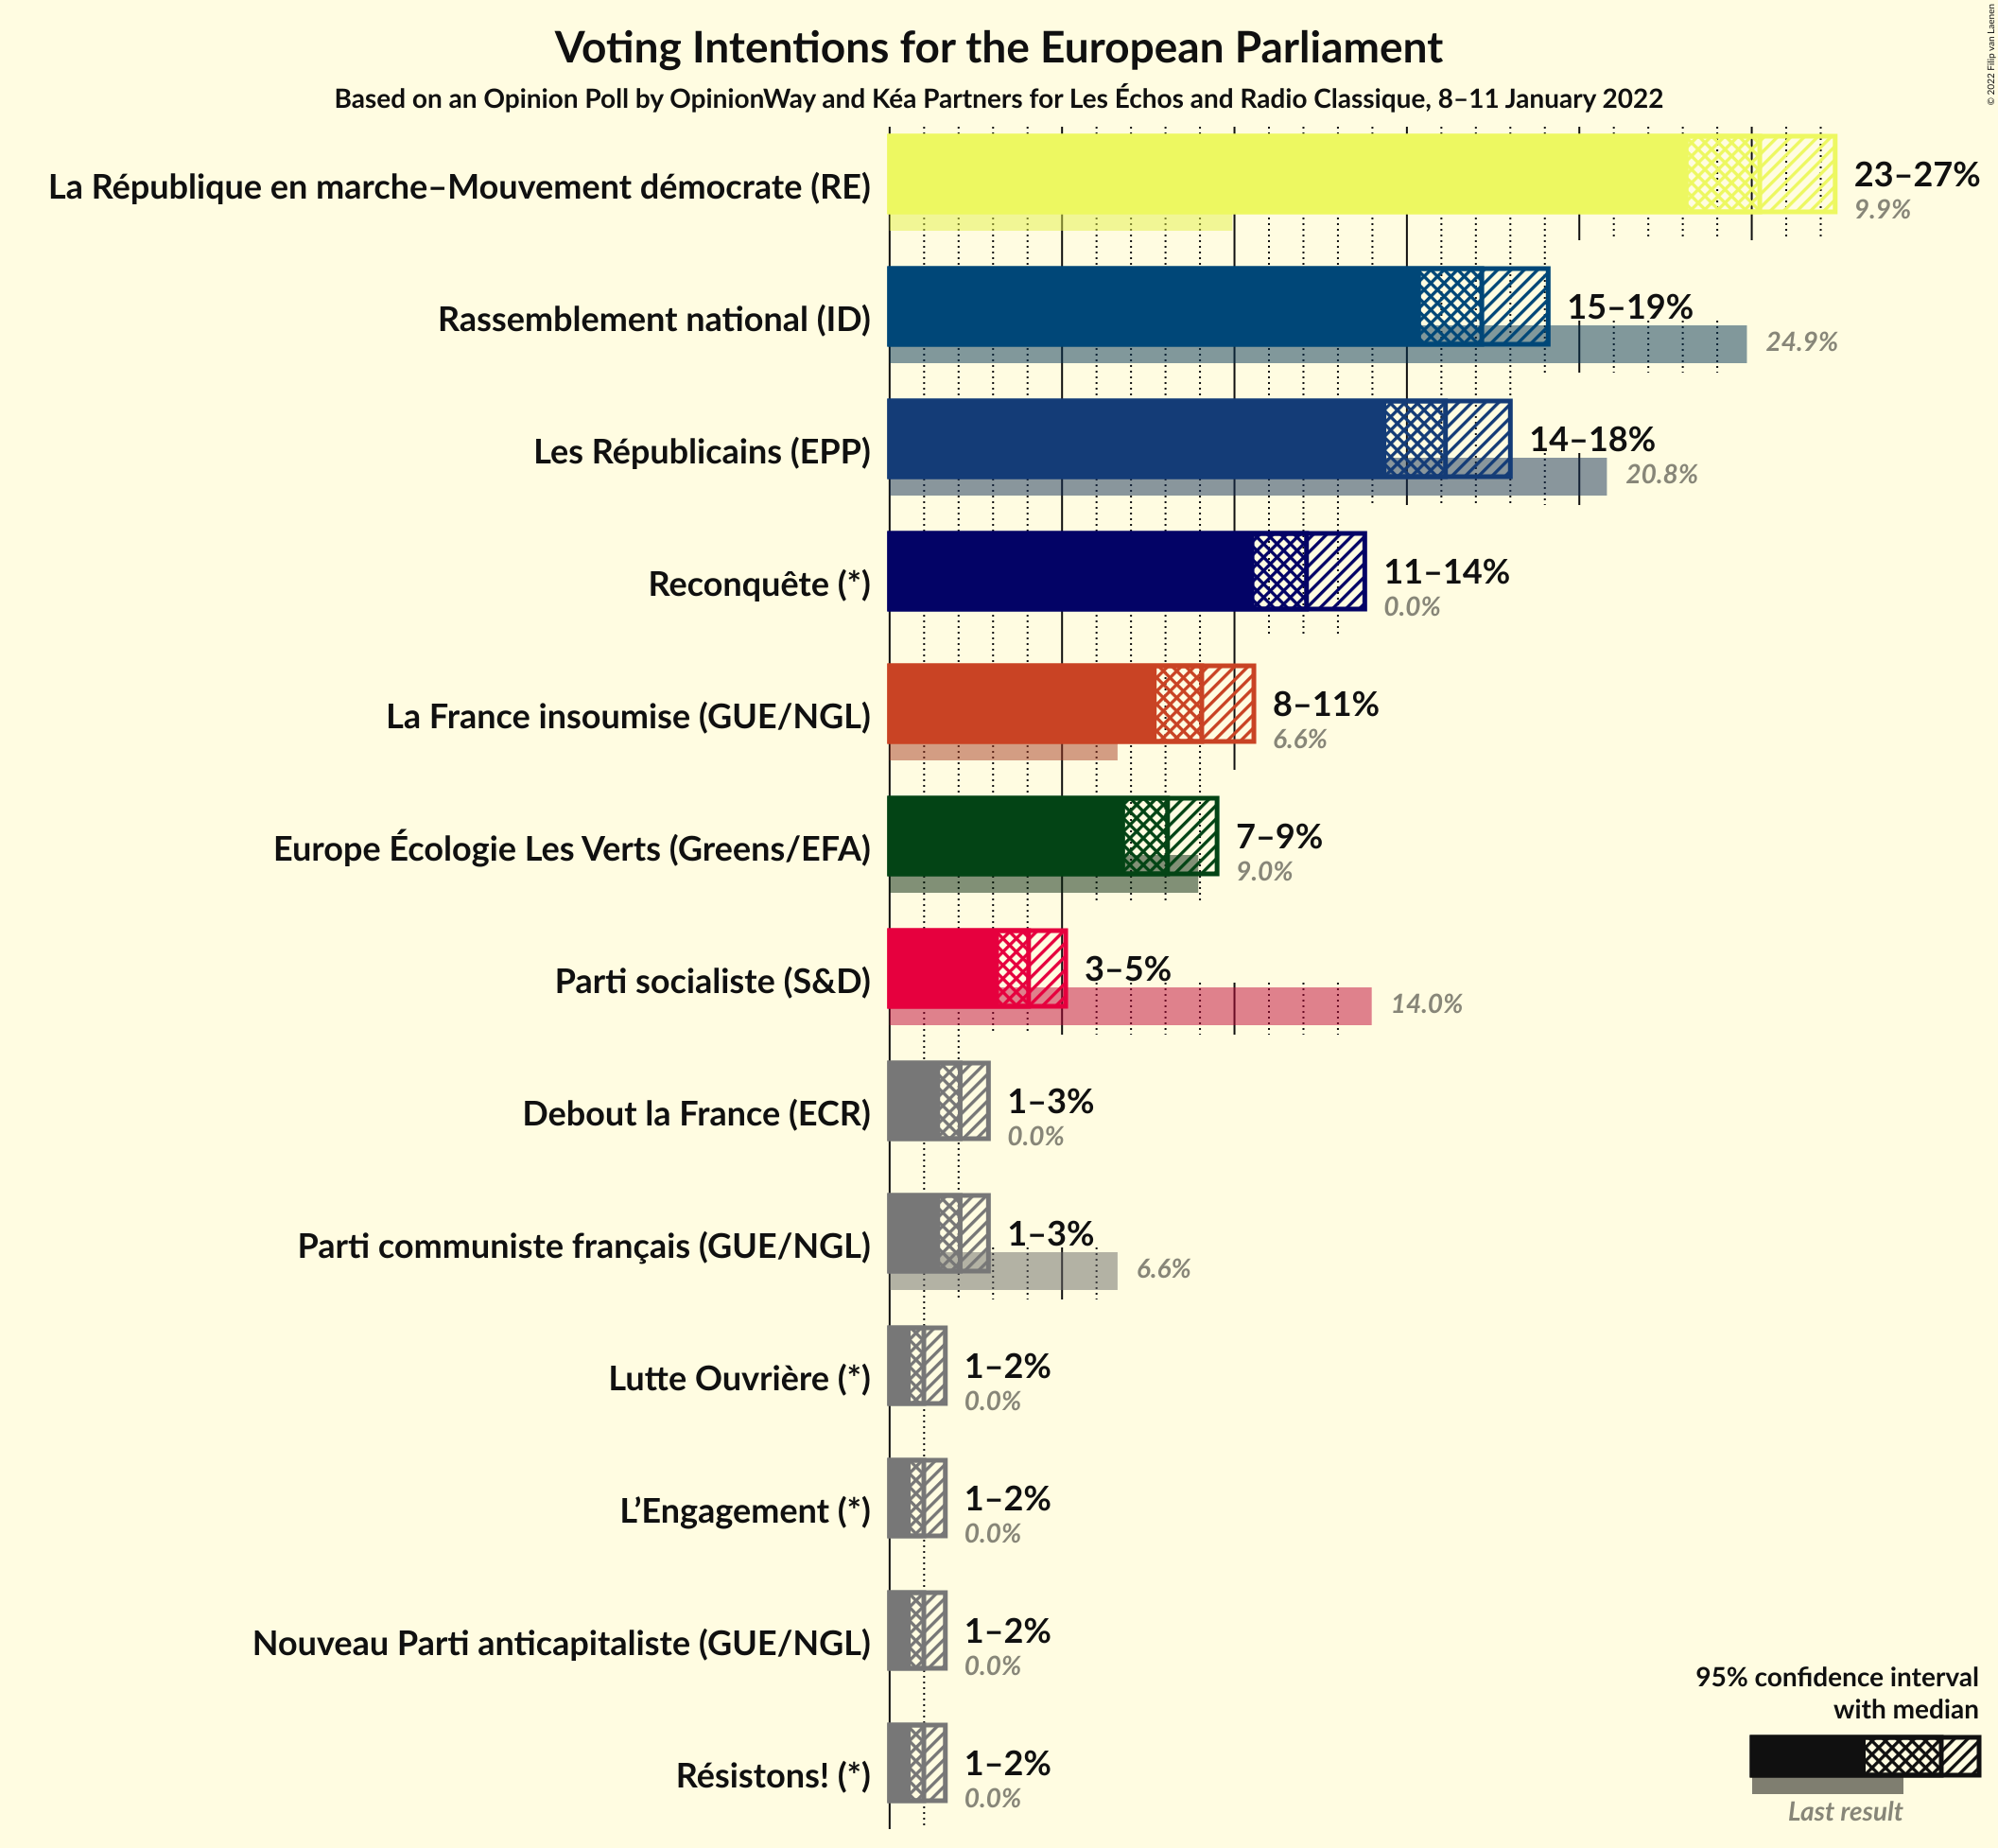 Voting Intentions for the European Parliament
Based on an Opinion Poll by OpinionWay and Kéa Partners for Les Échos and Radio Classique, 8–11 January 2022
© 2022 Filip van Laenen
La République en marche–Mouvement démocrate (RE)
23–27%
9.9%
Rassemblement national (ID)
15–19%
24.9%
Les Républicains (EPP)
14–18%
20.8%
Reconquête (*)
11–14%
0.0%
La France insoumise (GUE/NGL)
8–11%
6.6%
Europe Écologie Les Verts (Greens/EFA)
7–9%
9.0%
Parti socialiste (S&D)
3–5%
14.0%
Debout la France (ECR)
1–3%
0.0%
Parti communiste français (GUE/NGL)
1–3%
6.6%
Lutte Ouvrière (*)
1–2%
0.0%
L’Engagement (*)
1–2%
0.0%
Nouveau Parti anticapitaliste (GUE/NGL)
1–2%
0.0%
Résistons! (*)
1–2%
0.0%
95% confidence interval
with median
Last result